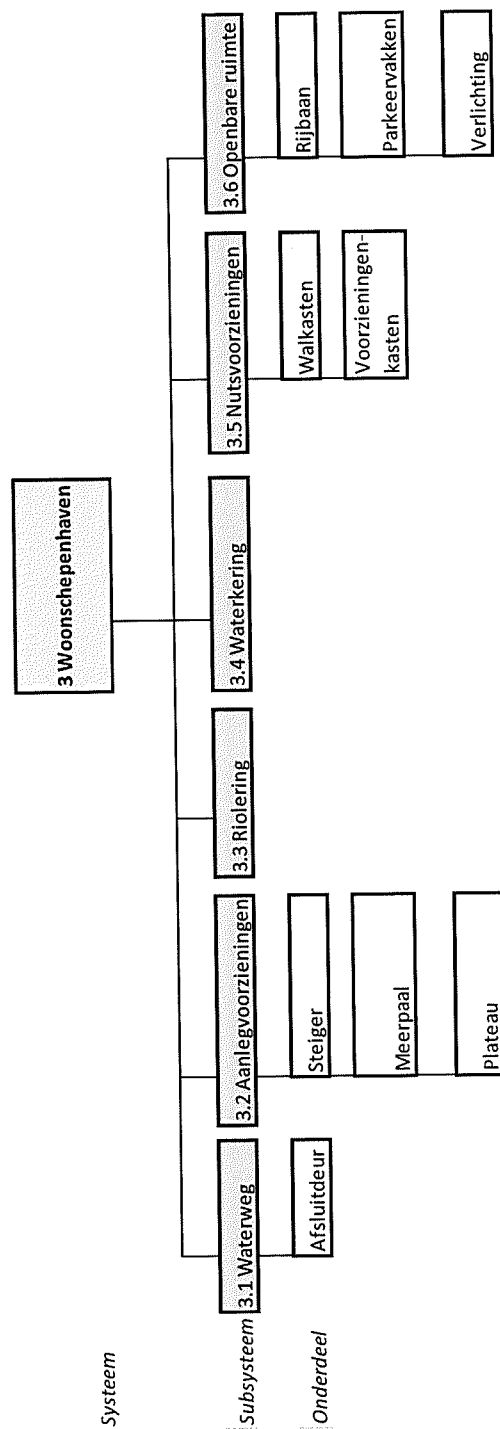 Systeem
3 Woonschepenhaven
Subsysteem
3.1 Waterweg
3.2 Aanlegvoorzieningen
3.3 Riolering
3.4 Waterkering
3.5 Nutsvoorzieningen
3.6 Openbare ruimte
Onderdeel
Afsluitdeur
Steiger
Meerpaal
Plateau
Walkasten
Voorzieningen-
kasten
Rijbaan
Parkeervakken
Verlichting